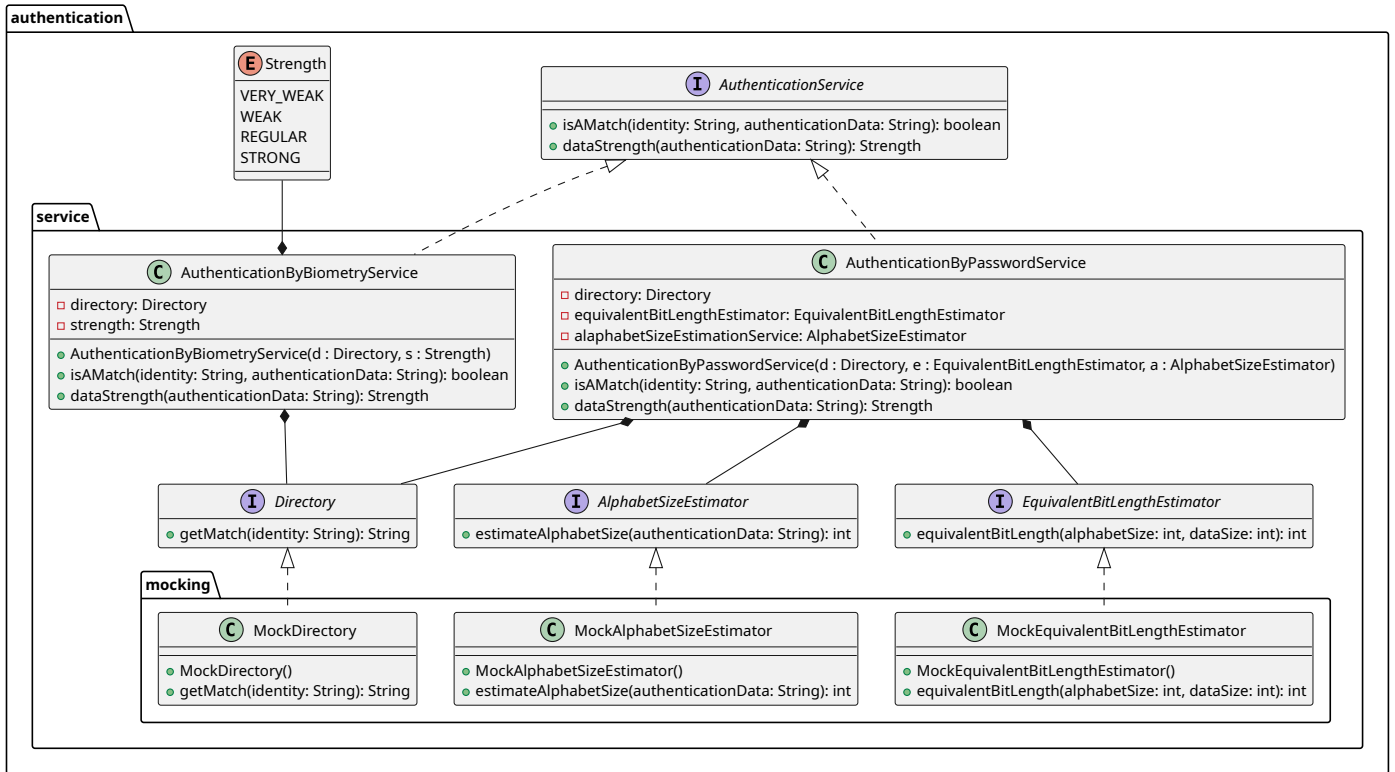 authentication
E Strength
VERY_WEAK
WEAK
REGULAR
STRONG
I AuthenticationService
isAMatch(identity: String, authenticationData: String): boolean
dataStrength(authenticationData: String): Strength
service
C AuthenticationByBiometryService
directory: Directory
strength: Strength
AuthenticationByBiometryService(d : Directory, s : Strength)
isAMatch(identity: String, authenticationData: String): boolean
dataStrength(authenticationData: String): Strength
C AuthenticationByPasswordService
directory: Directory
equivalentBitLengthEstimator: EquivalentBitLengthEstimator
alaphabetSizeEstimationService: AlphabetSizeEstimator
AuthenticationByPasswordService(d : Directory, e : EquivalentBitLengthEstimator, a : AlphabetSizeEstimator)
isAMatch(identity: String, authenticationData: String): boolean
dataStrength(authenticationData: String): Strength
I Directory
getMatch(identity: String): String
I AlphabetSizeEstimator
estimateAlphabetSize(authenticationData: String): int
I EquivalentBitLengthEstimator
equivalentBitLength(alphabetSize: int, dataSize: int): int
mocking
C MockDirectory
MockDirectory()
getMatch(identity: String): String
C MockAlphabetSizeEstimator
MockAlphabetSizeEstimator()
estimateAlphabetSize(authenticationData: String): int
C MockEquivalentBitLengthEstimator
MockEquivalentBitLengthEstimator()
equivalentBitLength(alphabetSize: int, dataSize: int): int